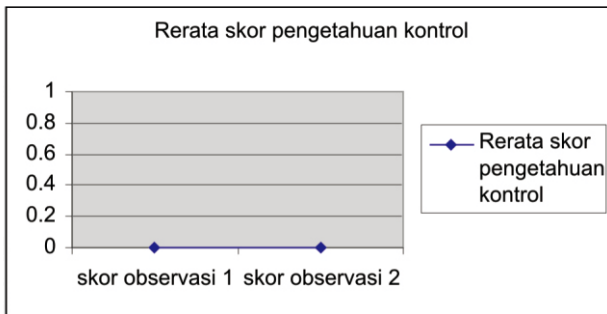 Rerata skor pengetahuan kontrol
1
0.8
0.6
0.4
0.2
0
skor observasi 1 skor observasi 2
Rerata skor
pengetahuan
kontrol